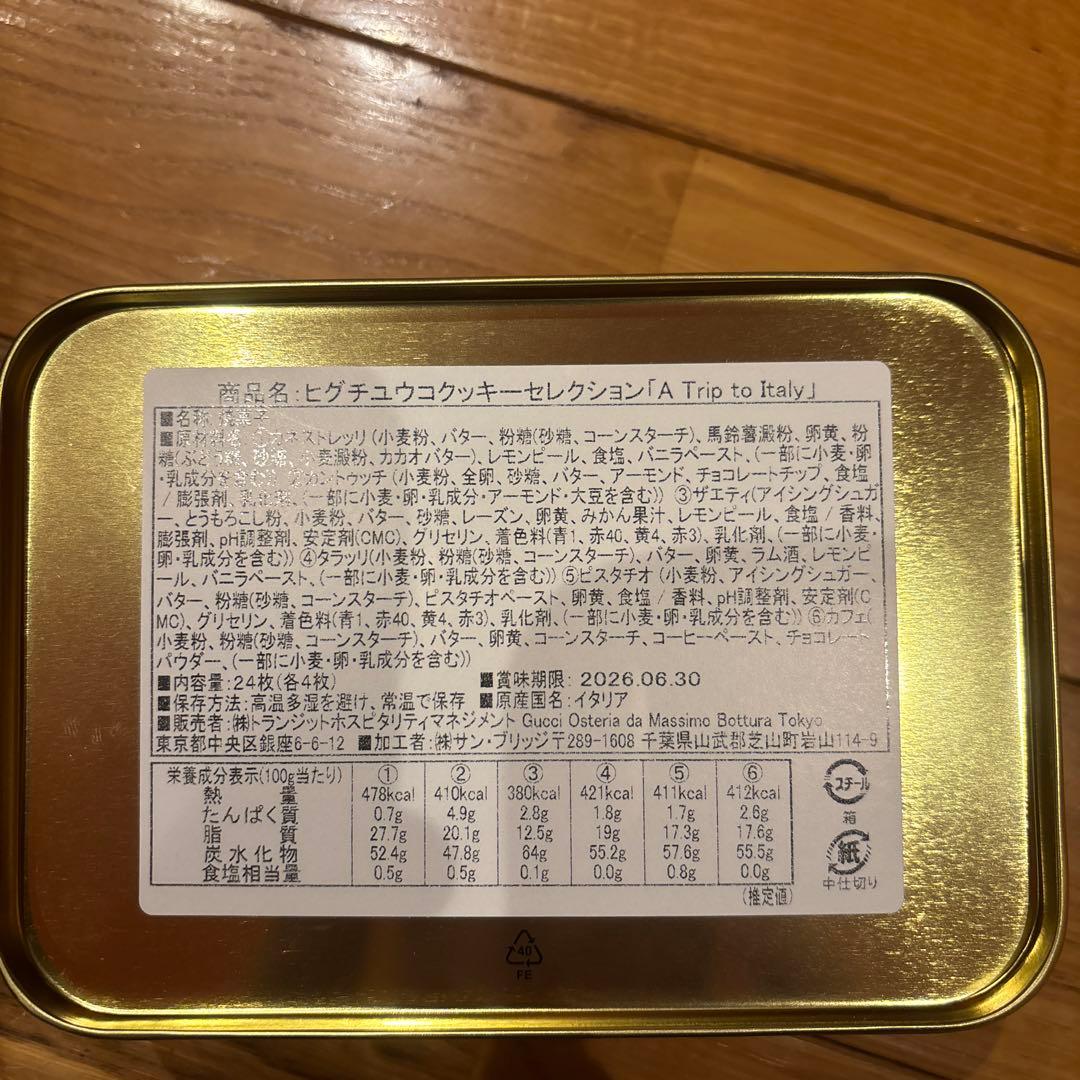 商品名:ヒグチユウコクッキーセレクション「A Trip to Italy」
■名称 焼菓子
■原材料名 ①カネストレッリ(小麦粉、バター、粉糖(砂糖、コーンスターチ)、馬鈴薯澱粉、卵黄、粉
糖(ぶどう糖、砂糖、小麦澱粉、カカオバター)、レモンピール、食塩、バニラペースト、(一部に小麦・卵
・乳成分を含む)) ②カントゥッチ(小麦粉、全卵、砂糖、バター、アーモンド、チョコレートチップ、食塩
/膨張剤、乳化剤、(一部に小麦・卵・乳成分・アーモンド・大豆を含む)) ③ザエティ(アイシングシュガ
ー、とうもろこし粉、小麦粉、バター、砂糖、レーズン、卵黄、みかん果汁、レモンピール、食塩/香料、
膨張剤、pH調整剤、安定剤(CMC)、グリセリン、着色料(青1、赤40、黄4、赤3)、乳化剤、(一部に小麦・
卵・乳成分を含む)) ④タラッリ(小麦粉、粉糖(砂糖、コーンスターチ)、バター、卵黄、ラム酒、レモンピ
ール、バニラペースト、(一部に小麦・卵・乳成分を含む)) ⑤ピスタチオ(小麦粉、アイシングシュガー、
バター、粉糖(砂糖、コーンスターチ)、ピスタチオペースト、卵黄、食塩/香料、pH調整剤、安定剤(C
MC)、グリセリン、着色料(青1、赤40、黄4、赤3)、乳化剤、(一部に小麦・卵・乳成分を含む)) ⑥カフェ(
小麦粉、粉糖(砂糖、コーンスターチ)、バター、卵黄、コーンスターチ、コーヒーペースト、チョコレート
パウダー、(一部に小麦・卵・乳成分を含む))
■内容量:24枚(各4枚) ■賞味期限: 2026.06.30
■保存方法:高温多湿を避け、常温で保存 ■原産国名:イタリア
■販売者:㈱トランジットホスピタリティマネジメント Gucci Osteria da Massimo Bottura Tokyo
東京都中央区銀座6-6-12 ■加工者:㈱サン・ブリッジ〒289-1608 千葉県山武郡芝山町岩山114-9
栄養成分表示(100g当たり) ① ② ③ ④ ⑤ ⑥
熱量 478kcal 410kcal 380kcal 421kcal 411kcal 412kcal
たんぱく質 0.7g 4.9g 2.8g 1.8g 1.7g 2.6g
脂質 27.7g 20.1g 12.5g 19g 17.3g 17.6g
炭水化物 52.4g 47.8g 64g 55.2g 57.6g 55.5g
食塩相当量 0.5g 0.5g 0.1g 0.0g 0.8g 0.0g
(推定値)
スチール
箱
紙
中仕切り
40
FE